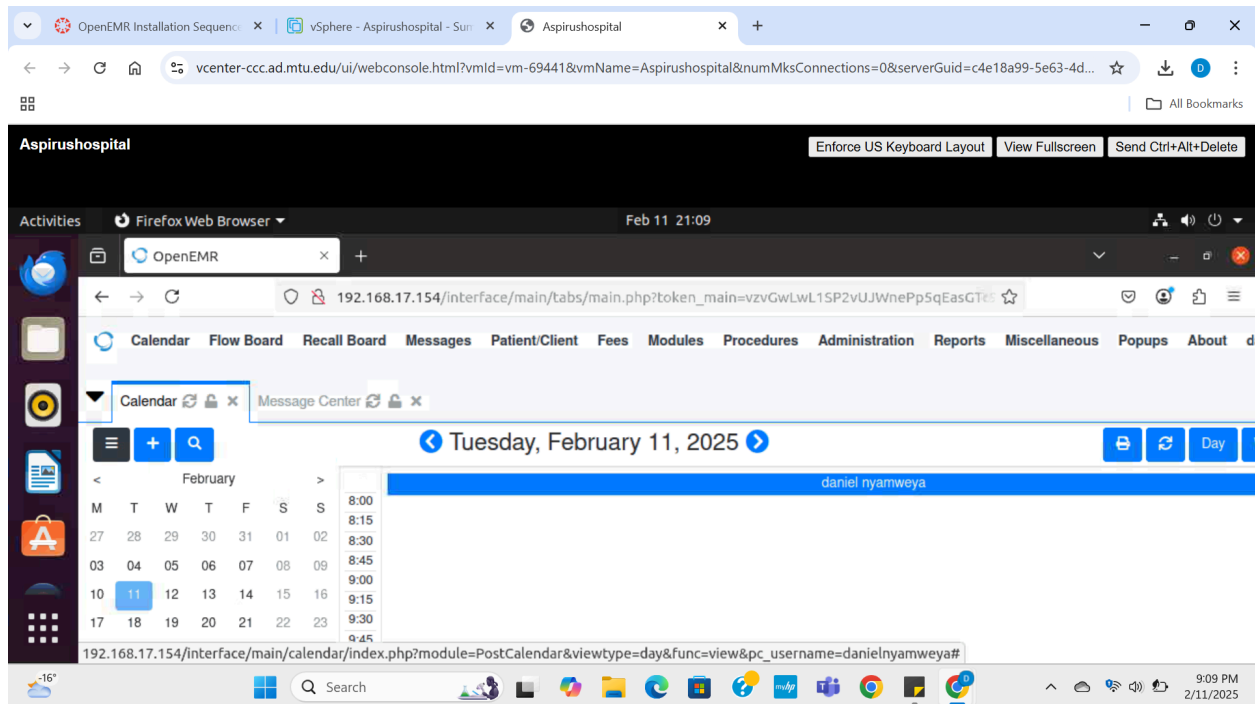 OpenEMR Installation Sequenc
vSphere - Aspirushospital - Sum
Aspirushospital
vcenter-ccc.ad.mtu.edu/ui/webconsole.html?vmId=vm-69441&vmName=Aspirushospital&numMksConnections=0&serverGuid=c4e18a99-5e63-4d...
D
All Bookmarks
Aspirushospital
Enforce US Keyboard Layout
View Fullscreen
Send Ctrl+Alt+Delete
Activities
Firefox Web Browser
Feb 11 21:09
OpenEMR
192.168.17.154/interface/main/tabs/main.php?token_main=vzvGwLwL1SP2vUJWnePp5qEasGTc
Calendar Flow Board Recall Board Messages Patient/Client Fees Modules Procedures Administration Reports Miscellaneous Popups About d
Calendar
Message Center
Tuesday, February 11, 2025
Day
< February >
daniel nyamweya
M T W T F S S
27 28 29 30 31 01 02
03 04 05 06 07 08 09
10 11 12 13 14 15 16
17 18 19 20 21 22 23
8:00
8:15
8:30
8:45
9:00
9:15
9:30
9:45
192.168.17.154/interface/main/calendar/index.php?module=PostCalendar&viewtype=day&func=view&pc_username=danielnyamweya#
-16°
Search
myhp
D
9:09 PM
2/11/2025